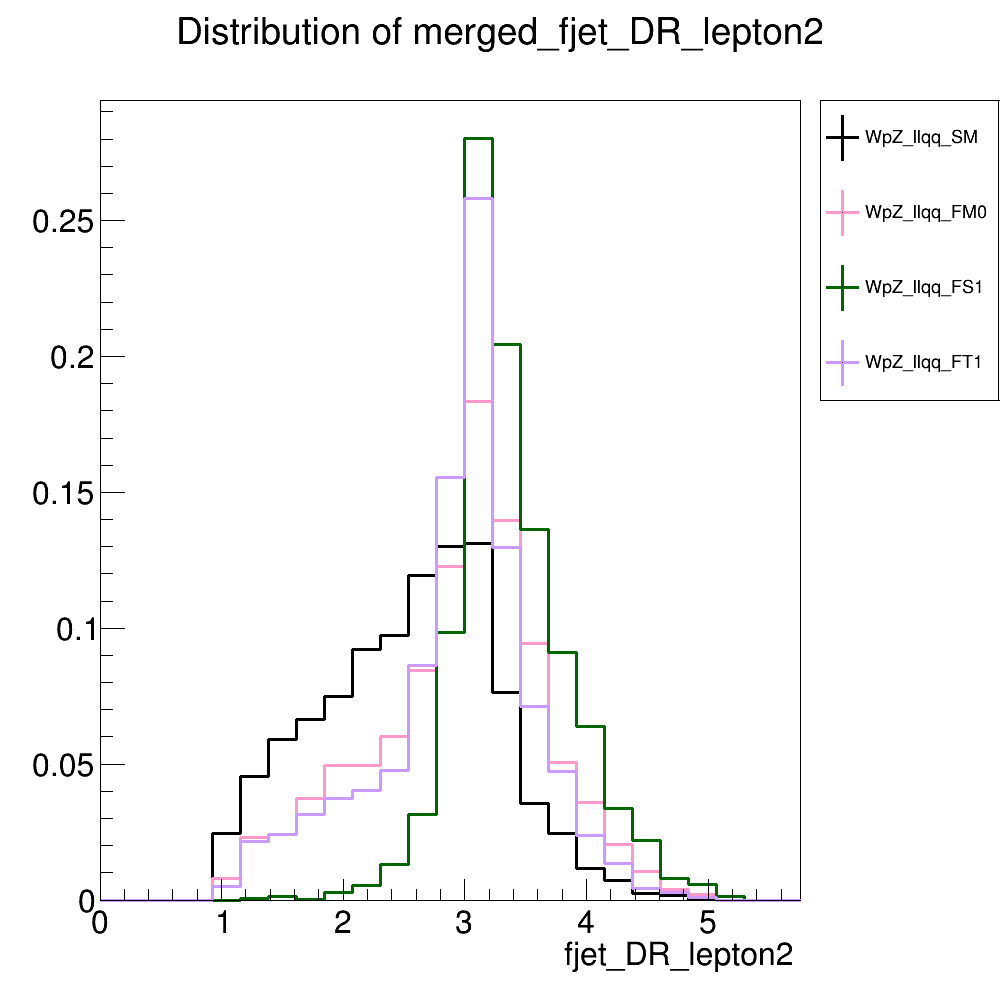 Distribution of merged_fjet_DR_lepton2
WpZ_llqq_SM
WpZ_llqq_FM0
WpZ_llqq_FS1
WpZ_llqq_FT1
0.25
0.2
0.15
0.1
0.05
0
0 1 2 3 4 5
fjet_DR_lepton2